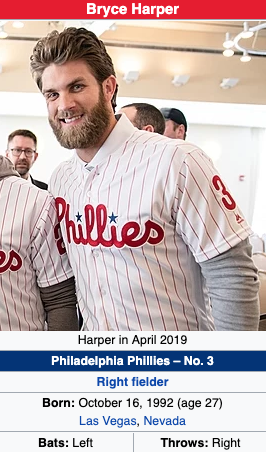 Bryce Harper
Phillies
3
es
Harper in April 2019
Philadelphia Phillies – No. 3
Right fielder
Born: October 16, 1992 (age 27)
Las Vegas, Nevada
Bats: Left Throws: Right